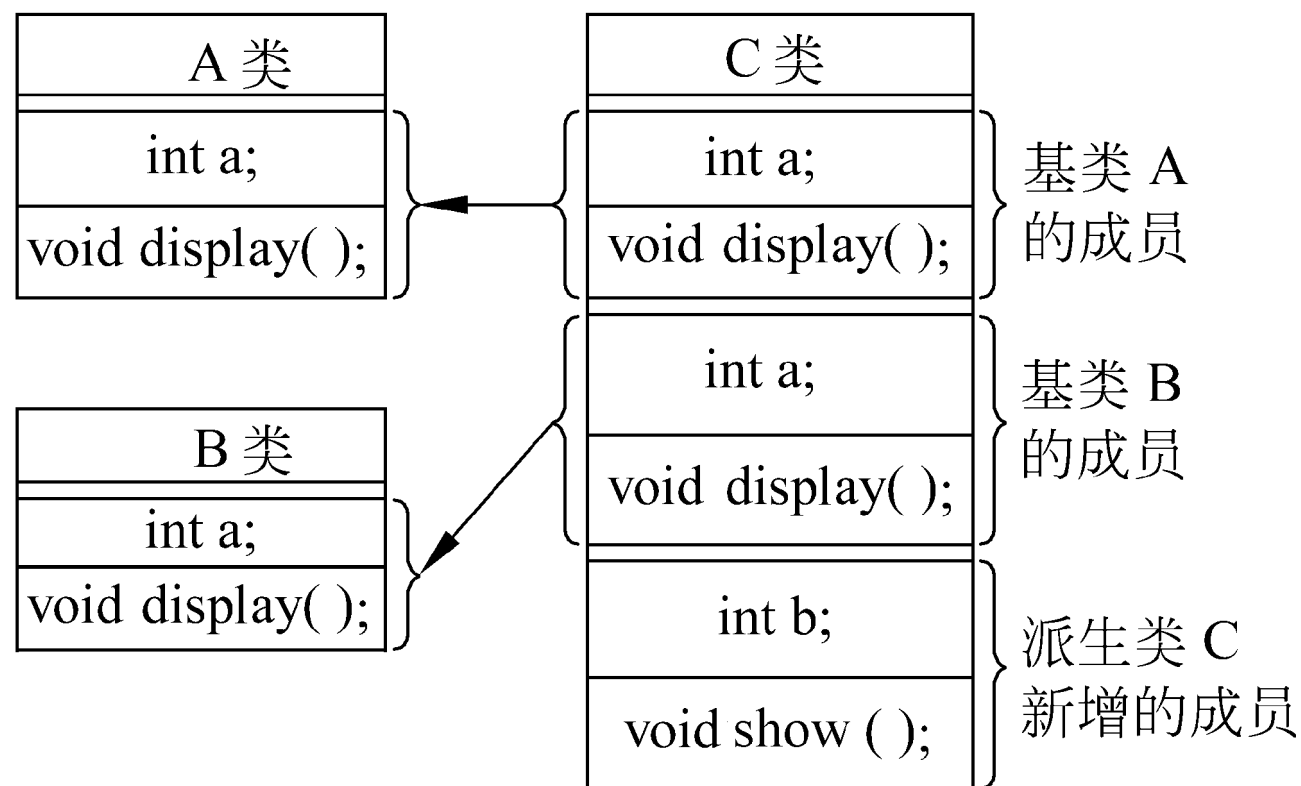 A 类
int a;
void display( );
B 类
int a;
void display( );
C 类
int a;
void display( );
int a;
void display( );
int b;
void show ( );
基类 A
的成员
基类 B
的成员
派生类 C
新增的成员